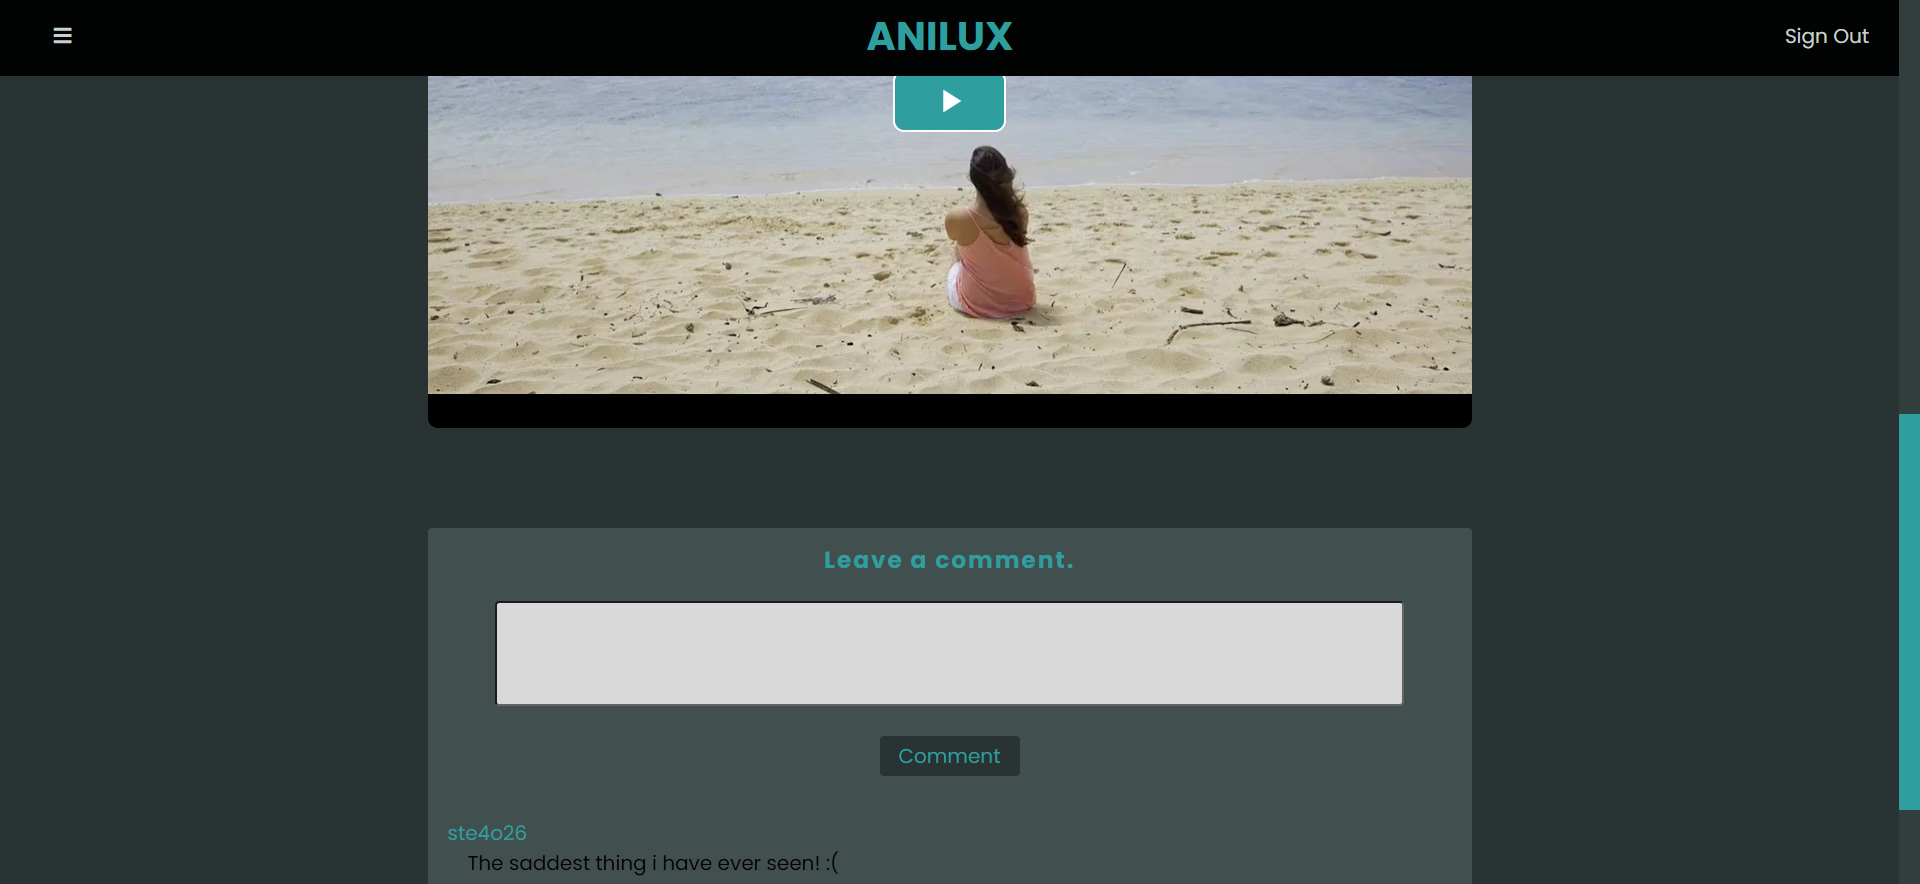 ANILUX
Sign Out
Leave a comment.
Comment
ste4o26
The saddest thing i have ever seen! :(